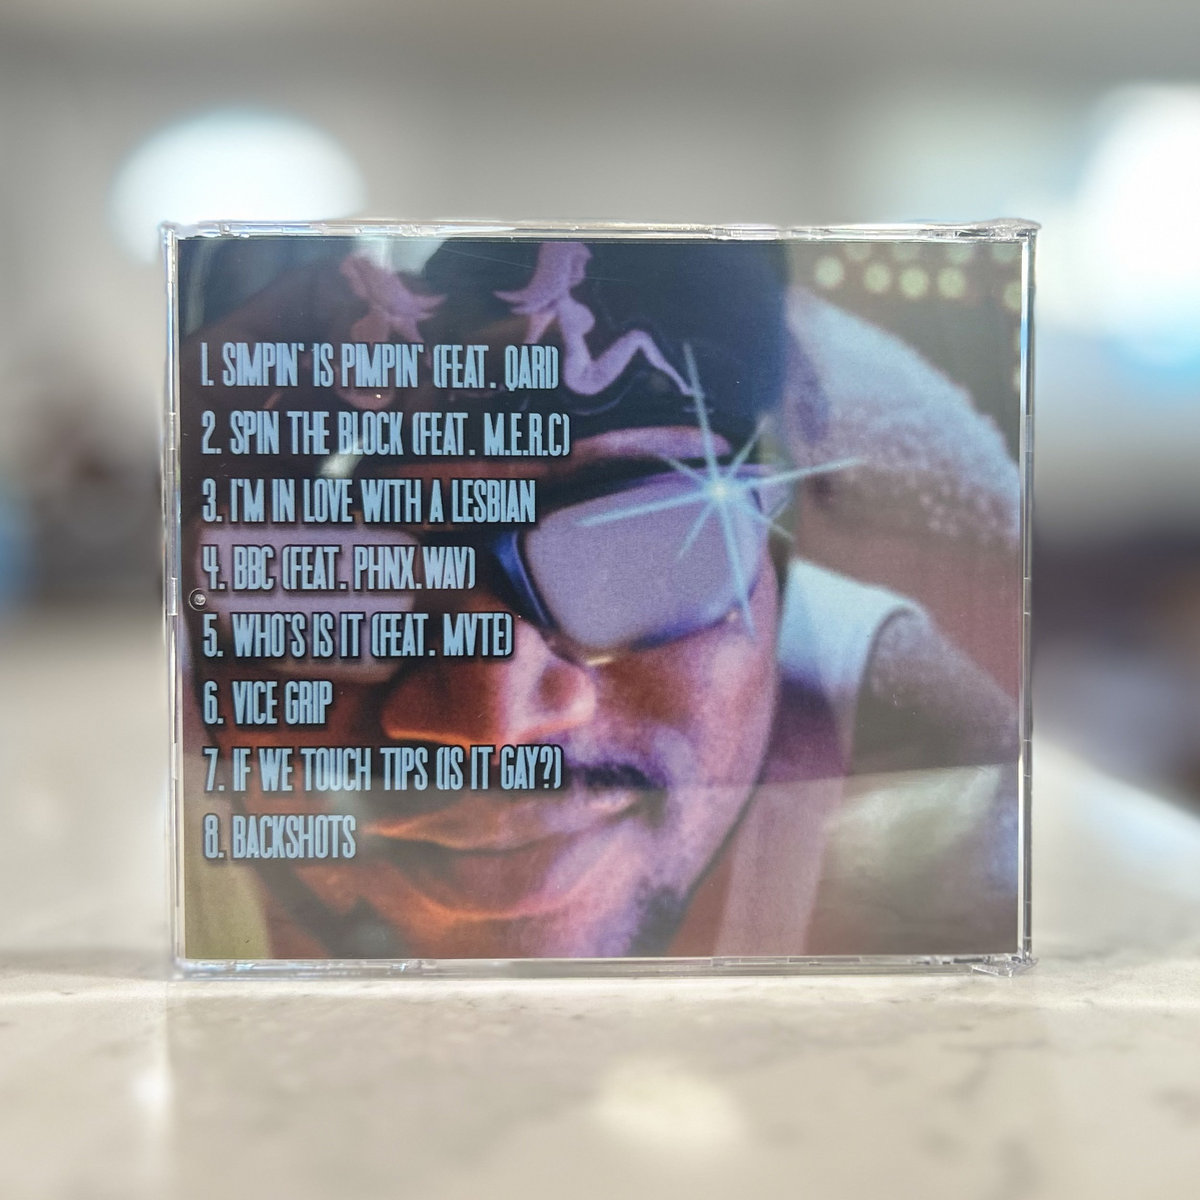 1. SIMPIN' IS PIMPIN' (FEAT. QARI)
2. SPIN THE BLOCK (FEAT. M.E.R.C)
3. I'M IN LOVE WITH A LESBIAN
4. BBC (FEAT. PHNX.WAV)
5. WHO'S IS IT (FEAT. MVTE)
6. VICE GRIP
7. IF WE TOUCH TIPS (IS IT GAY?)
8. BACKSHOTS